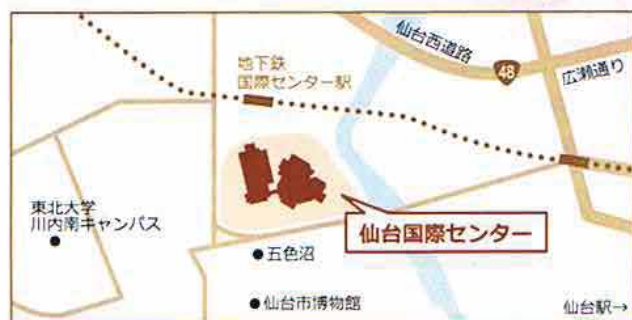 仙台西道路
48
広瀬通り
地下鉄
国際センター駅
東北大学
川内南キャンパス
仙台国際センター
五色沼
仙台市博物館
仙台駅→